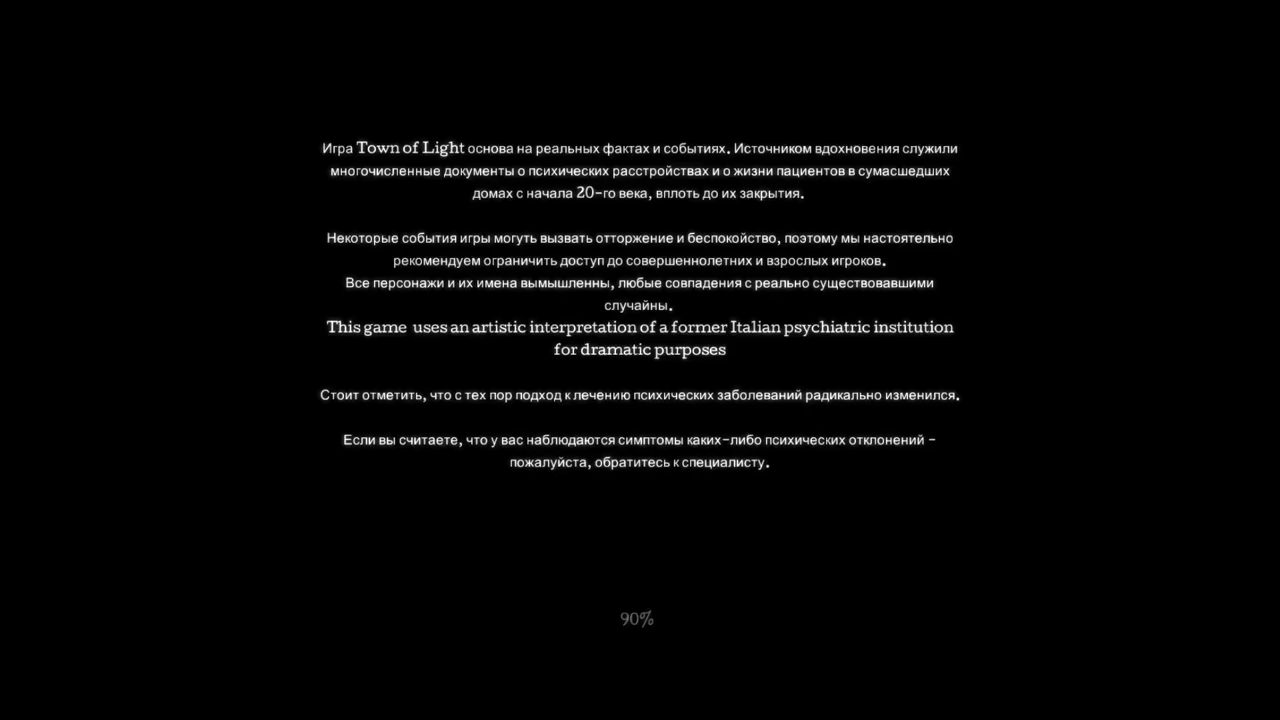 Игра Town of Light основа на реальных фактах и событиях. Источником вдохновения служили
многочисленные документы о психических расстройствах и о жизни пациентов в сумасшедших
домах с начала 20-го века, вплоть до их закрытия.
Некоторые события игры могуть вызвать отторжение и беспокойство, поэтому мы настоятельно
рекомендуем ограничить доступ до совершеннолетних и взрослых игроков.
Все персонажи и их имена вымышленны, любые совпадения с реально существовавшими
случайны.
This game uses an artistic interpretation of a former Italian psychiatric institution
for dramatic purposes
Стоит отметить, что с тех пор подход к лечению психических заболеваний радикально изменился.
Если вы считаете, что у вас наблюдаются симптомы каких-либо психических отклонений -
пожалуйста, обратитесь к специалисту.
90%